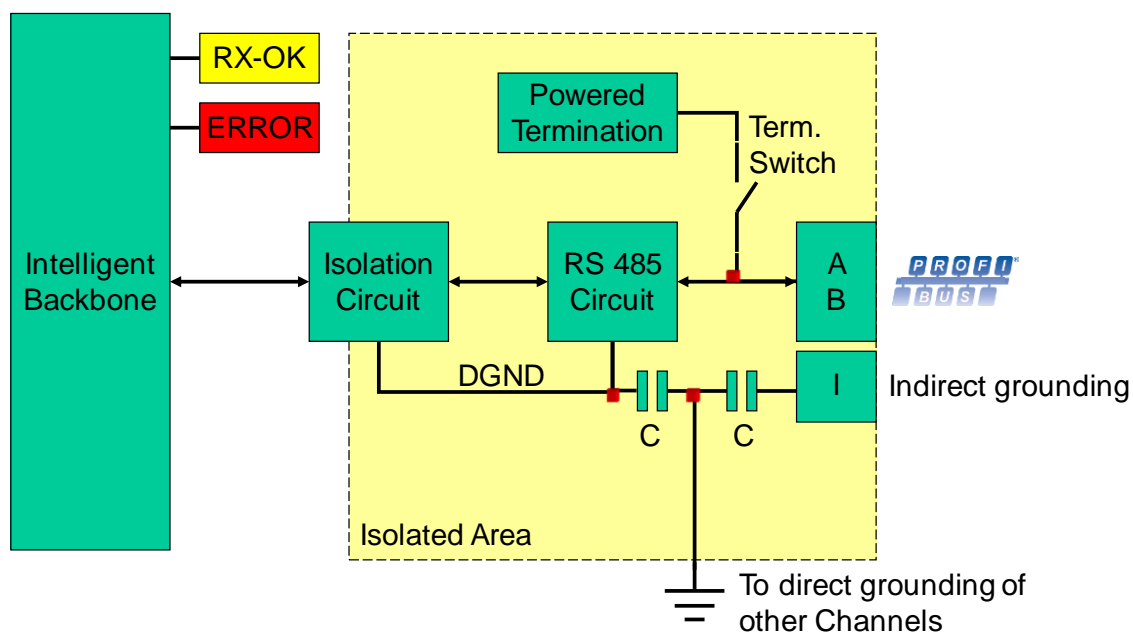 RX-OK
ERROR
Powered
Termination
Term.
Switch
Intelligent
Backbone
Isolation
Circuit
RS 485
Circuit
A
B
PROFI
BUS
DGND
I
Indirect grounding
C
C
Isolated Area
To direct grounding of
other Channels